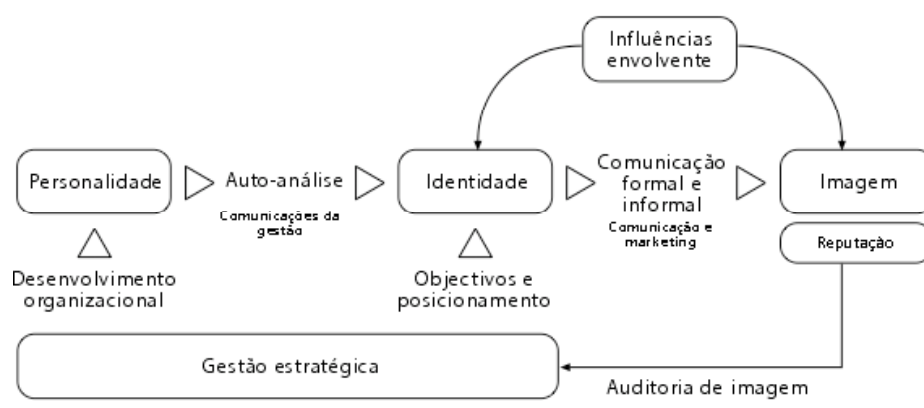 Influências
envolvente
Personalidade
Auto-análise
Comunicações da
gestão
Identidade
Comunicação
formal e
informal
Comunicação e
marketing
Imagem
Reputação
Desenvolvimento
organizacional
Objectivos e
posicionamento
Gestão estratégica
Auditoria de imagem